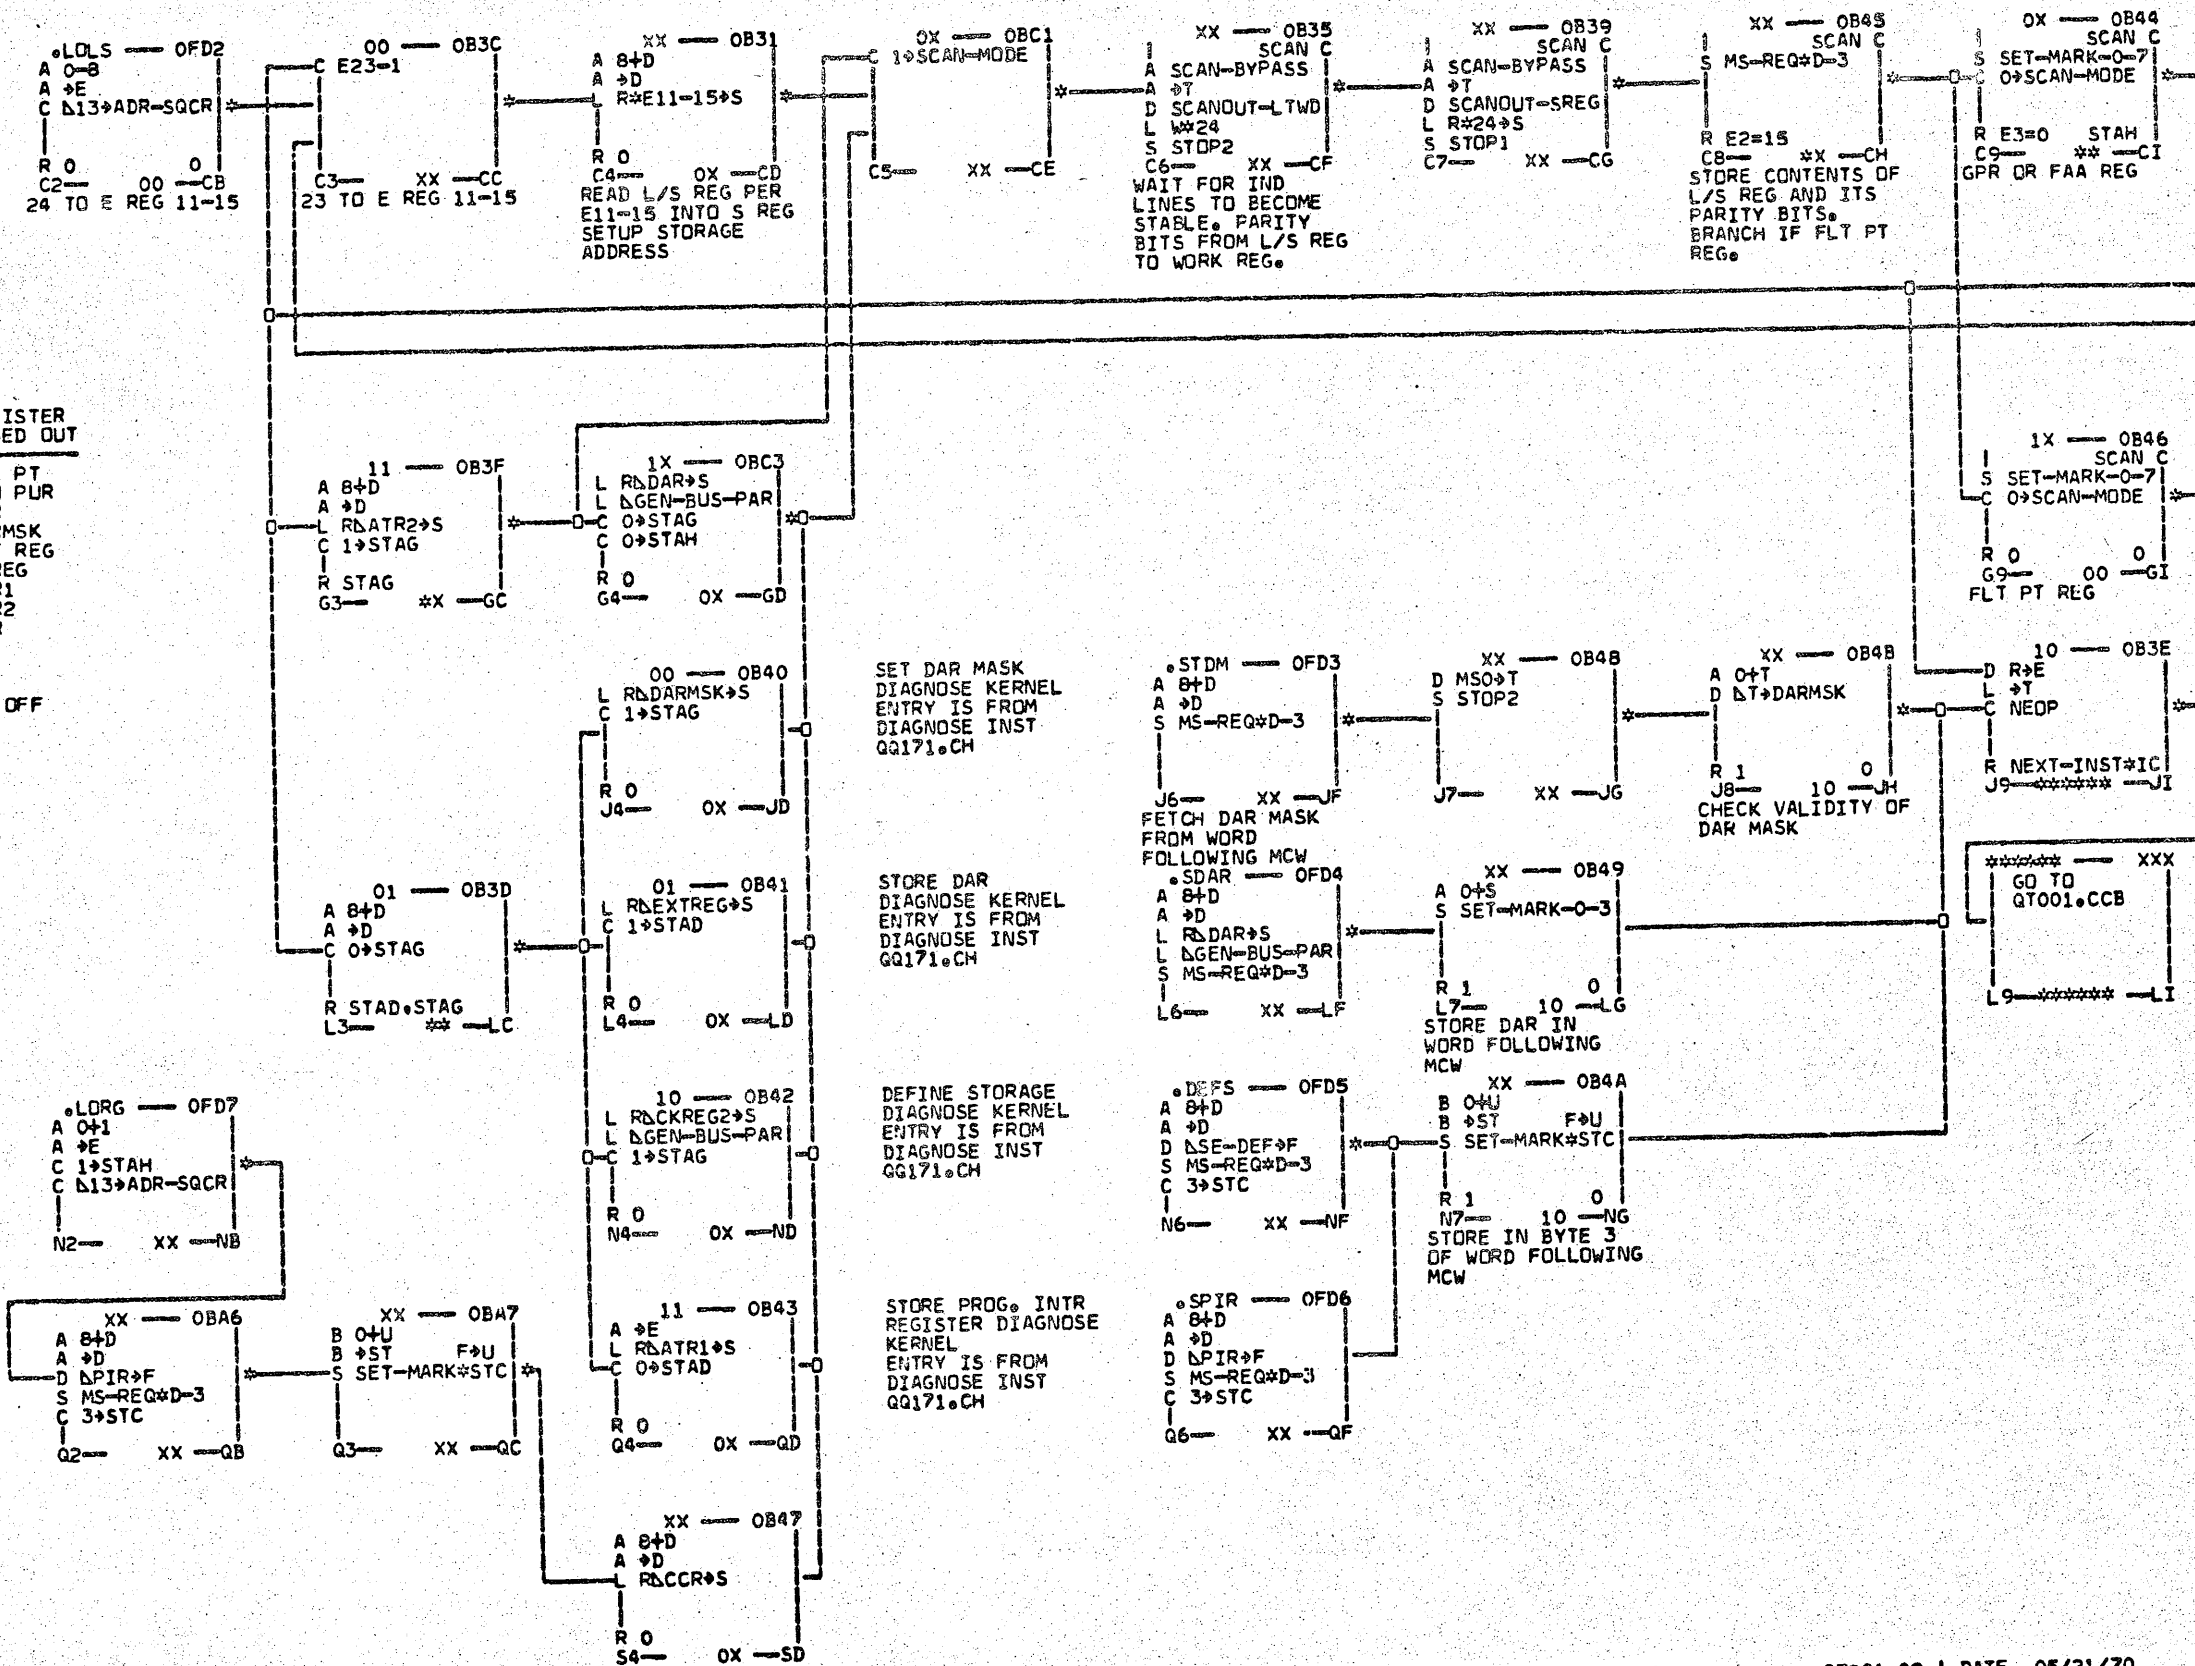 .LOLS — 0FD2
A 0-8
A →E
C Δ13→ADR-SQCR
R 0 0
C2— 00 —CB
24 TO E REG 11-15
00 — 0B3C
C E23-1
C3— XX —CC
23 TO E REG 11-15
XX — 0B31
A 8+D
A →D
L R*E11-15→S
R 0
C4— 0X —CD
READ L/S REG PER
E11-15 INTO S REG
SETUP STORAGE
ADDRESS
0X — 0BC1
C 1→SCAN-MODE
C5— XX —CE
XX — 0B35
SCAN C
A SCAN-BYPASS
A →T
D SCANOUT-LTWD
L W*24
S STOP2
C6— XX —CF
WAIT FOR IND
LINES TO BECOME
STABLE. PARITY
BITS FROM L/S REG
TO WORK REG.
XX — 0B39
SCAN C
A SCAN-BYPASS
A →T
D SCANOUT-SREG
L R*24→S
S STOP1
C7— XX —CG
XX — 0B45
SCAN C
S MS-REQ*D-3
R E2=15
C8— *X —CH
STORE CONTENTS OF
L/S REG AND ITS
PARITY BITS.
BRANCH IF FLT PT
REG.
0X — 0B44
SCAN C
S SET-MARK-0-7
C 0→SCAN-MODE
R E3=0 STAH
C9— ** —CI
GPR OR FAA REG
ISTER
ED OUT
PT
PUR
MSK
REG
EG
1
2
OFF
11 — 0B3F
A 8+D
A →D
L RΔATR2→S
C 1→STAG
R STAG
G3— *X —GC
1X — 0BC3
L RΔDAR→S
L ΔGEN-BUS-PAR
C 0→STAG
C 0→STAH
R 0
G4— 0X —GD
1X — 0B46
SCAN C
S SET-MARK-0-7
C 0→SCAN-MODE
R 0 0
G9— 00 —GI
FLT PT REG
00 — 0B40
L RΔDARMSK→S
C 1→STAG
R 0
J4— 0X —JD
SET DAR MASK
DIAGNOSE KERNEL
ENTRY IS FROM
DIAGNOSE INST
QQ171.CH
.STDM — 0FD3
A 8+D
A →D
S MS-REQ*D-3
J6— XX —JF
FETCH DAR MASK
FROM WORD
FOLLOWING MCW
XX — 0B48
D MSO→T
S STOP2
J7— XX —JG
XX — 0B4B
A 0+T
D ΔT→DARMSK
R 1 0
J8— 10 —JH
CHECK VALIDITY OF
DAR MASK
10 — 0B3E
D R→E
L →T
C NEOP
R NEXT-INST*IC
J9—****** —JI
01 — 0B3D
A 8+D
A →D
C 0→STAG
R STAD.STAG
L3— ** —LC
01 — 0B41
L RΔEXTREG→S
C 1→STAD
R 0
L4— 0X —LD
STORE DAR
DIAGNOSE KERNEL
ENTRY IS FROM
DIAGNOSE INST
QQ171.CH
.SDAR — 0FD4
A 8+D
A →D
L RΔDAR→S
L ΔGEN-BUS-PAR
S MS-REQ*D-3
L6— XX —LF
XX — 0B49
A 0+S
S SET-MARK-0-3
R 1 0
L7— 10 —LG
STORE DAR IN
WORD FOLLOWING
MCW
****** — XXX
GO TO
QT001.CCB
L9—****** —LI
.LORG — 0FD7
A 0+1
A →E
C 1→STAH
C Δ13→ADR-SQCR
N2— XX —NB
10 — 0B42
L RΔCKREG2→S
L ΔGEN-BUS-PAR
C 1→STAG
R 0
N4— 0X —ND
DEFINE STORAGE
DIAGNOSE KERNEL
ENTRY IS FROM
DIAGNOSE INST
QQ171.CH
.DEFS — 0FD5
A 8+D
A →D
D ΔSE-DEF→F
S MS-REQ*D-3
C 3→STC
N6— XX —NF
XX — 0B4A
B 0+U
B →ST F→U
S SET-MARK*STC
R 1 0
N7— 10 —NG
STORE IN BYTE 3
OF WORD FOLLOWING
MCW
XX — 0BA6
A 8+D
A →D
D ΔPIR→F
S MS-REQ*D-3
C 3→STC
Q2— XX —QB
XX — 0BA7
B 0+U
B →ST F→U
S SET-MARK*STC
Q3— XX —QC
11 — 0B43
A →E
L RΔATR1→S
C 0→STAD
R 0
Q4— 0X —QD
STORE PROG. INTR
REGISTER DIAGNOSE
KERNEL
ENTRY IS FROM
DIAGNOSE INST
QQ171.CH
.SPIR — 0FD6
A 8+D
A →D
D ΔPIR→F
S MS-REQ*D-3
C 3→STC
Q6— XX —QF
XX — 0B47
A 8+D
A →D
L RΔCCR→S
R 0
S4— 0X —SD
DATE 05/21/70